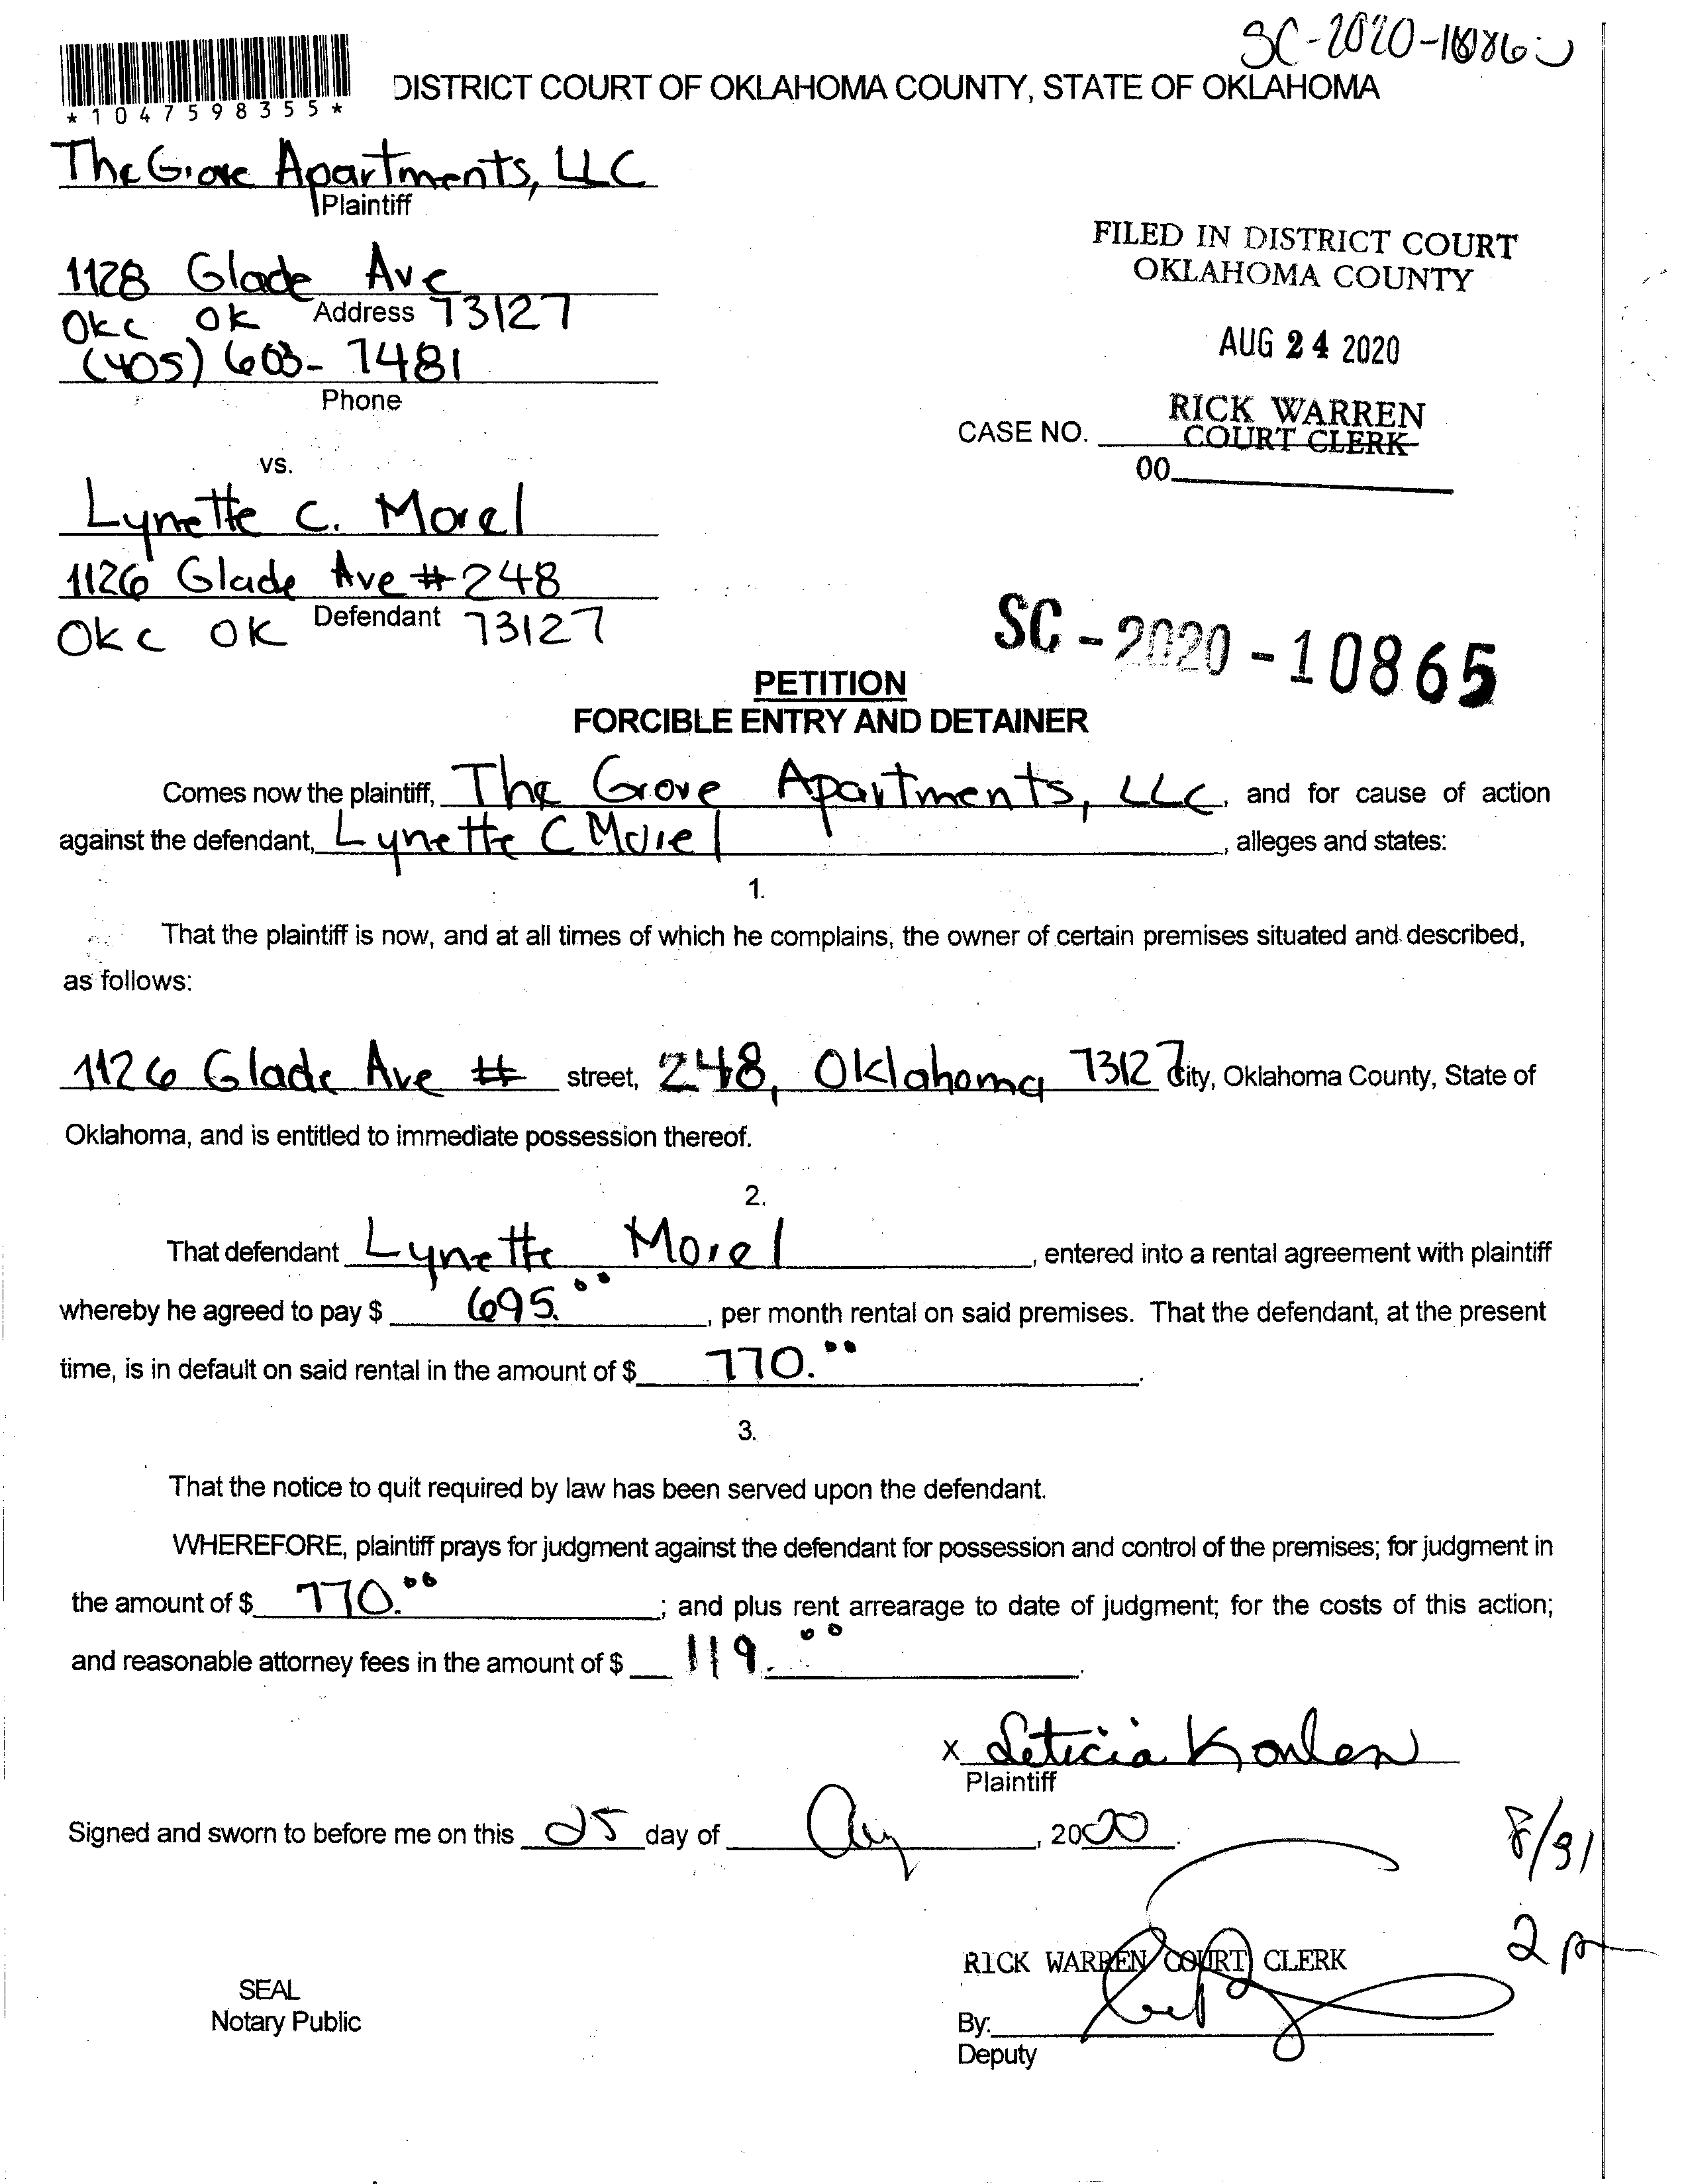 SC-2020-10865
*1047598355*
DISTRICT COURT OF OKLAHOMA COUNTY, STATE OF OKLAHOMA
The Grove Apartments, LLC
Plaintiff
1128 Glade Ave
Address
OKC OK 73127
(405) 603-7481
Phone
FILED IN DISTRICT COURT
OKLAHOMA COUNTY
AUG 24 2020
RICK WARREN
COURT CLERK
CASE NO.
00
vs.
Lynette C. Morel
1126 Glade Ave #248
Defendant
OKC OK 73127
SC-2020-10865
PETITION
FORCIBLE ENTRY AND DETAINER
Comes now the plaintiff, The Grove Apartments, LLC, and for cause of action
against the defendant, Lynette C Morel, alleges and states:
1.
That the plaintiff is now, and at all times of which he complains, the owner of certain premises situated and described,
as follows:
1126 Glade Ave # street, 248, Oklahoma 73127 City, Oklahoma County, State of
Oklahoma, and is entitled to immediate possession thereof.
2.
That defendant Lynette Morel, entered into a rental agreement with plaintiff
whereby he agreed to pay $ 695.00, per month rental on said premises. That the defendant, at the present
time, is in default on said rental in the amount of $ 770.00.
3.
That the notice to quit required by law has been served upon the defendant.
WHEREFORE, plaintiff prays for judgment against the defendant for possession and control of the premises; for judgment in
the amount of $ 770.00; and plus rent arrearage to date of judgment; for the costs of this action;
and reasonable attorney fees in the amount of $ 119.00.
X Leticia
Plaintiff
Signed and sworn to before me on this 25 day of Aug, 2020.
8/31
2p
RICK WARREN COURT CLERK
SEAL
Notary Public
By:
Deputy